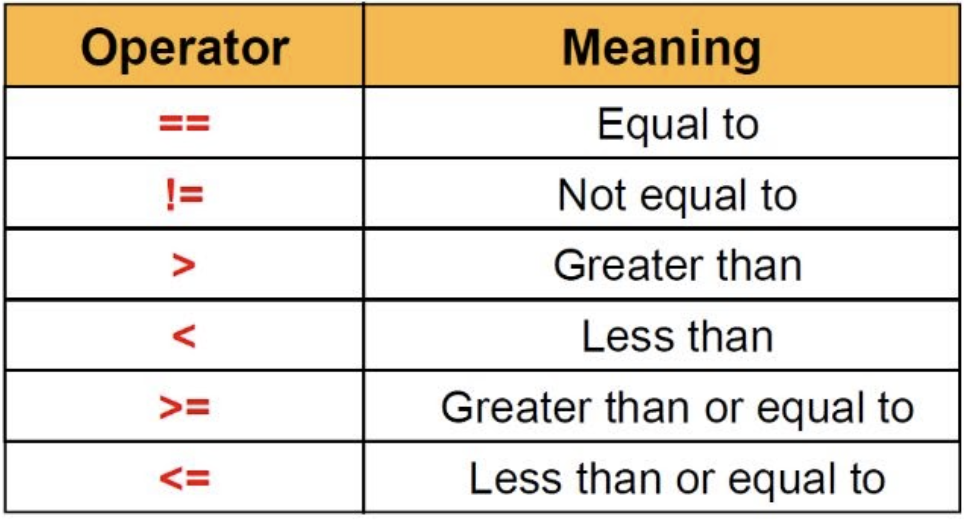 Operator Meaning
== Equal to
!= Not equal to
> Greater than
< Less than
>= Greater than or equal to
<= Less than or equal to